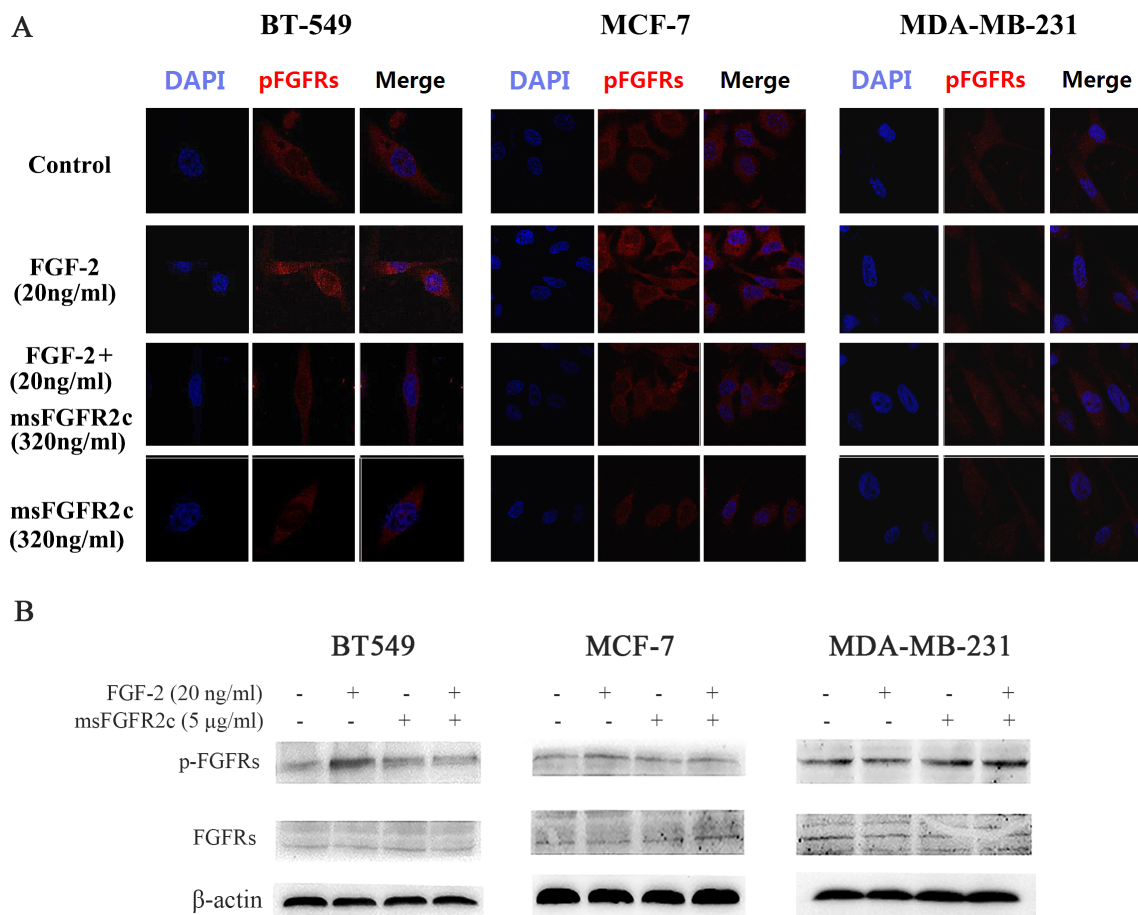 A
BT-549 MCF-7 MDA-MB-231
DAPI pFGFRs Merge DAPI pFGFRs Merge DAPI pFGFRs Merge
Control
FGF-2
(20ng/ml)
FGF-2+
(20ng/ml)
msFGFR2c
(320ng/ml)
msFGFR2c
(320ng/ml)
B
BT549 MCF-7 MDA-MB-231
FGF-2 (20 ng/ml) - + - + - + - + - + - +
msFGFR2c (5 μg/ml) - - + + - - + + - - + +
p-FGFRs
FGFRs
β-actin